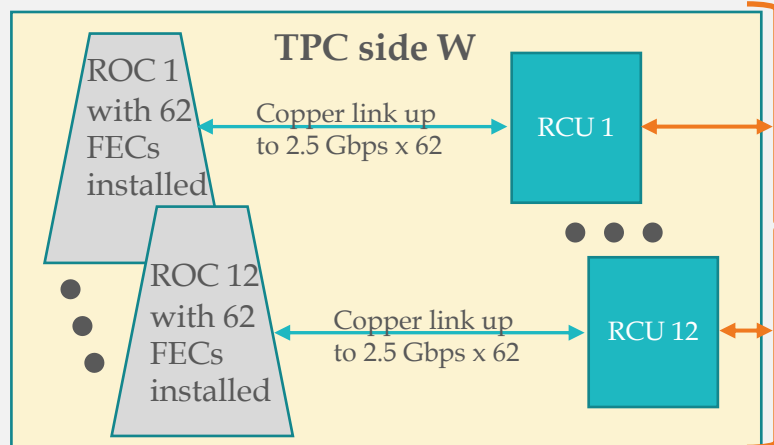 TPC side W
ROC 1
with 62
FECs
installed
Copper link up
to 2.5 Gbps x 62
RCU 1
ROC 12
with 62
FECs
installed
Copper link up
to 2.5 Gbps x 62
RCU 12